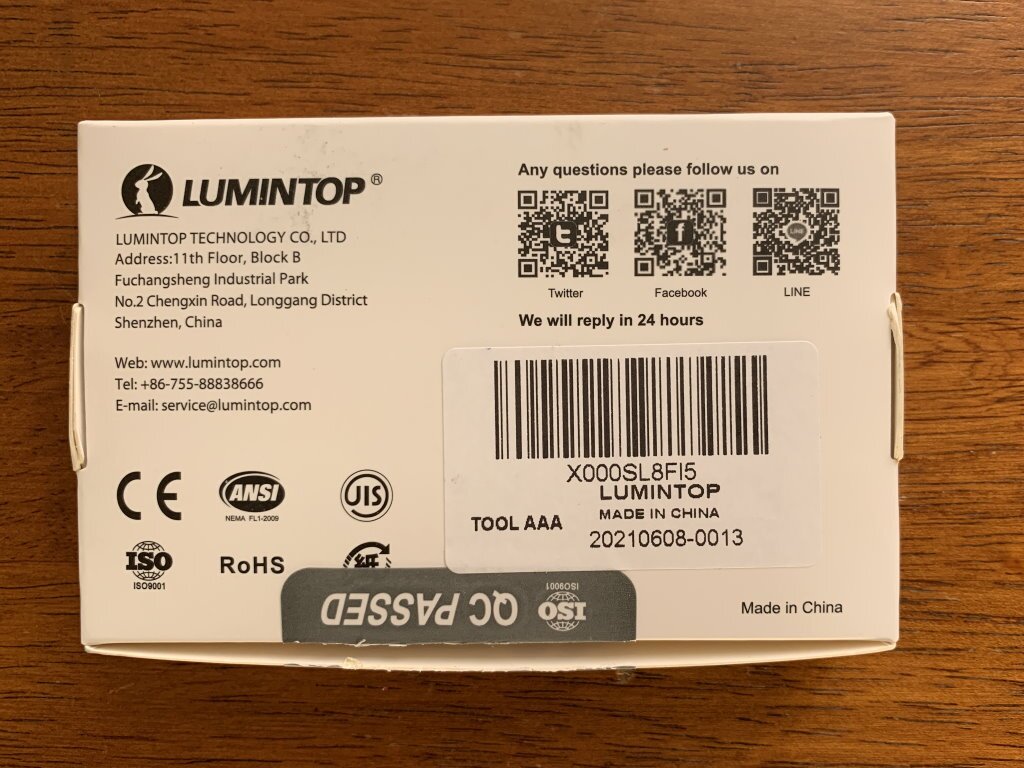 LUMINTOP ®
LUMINTOP TECHNOLOGY CO., LTD
Address:11th Floor, Block B
Fuchangsheng Industrial Park
No.2 Chengxin Road, Longgang District
Shenzhen, China
Web: www.lumintop.com
Tel: +86-755-88838666
E-mail: service@lumintop.com
CE
ANSI
NEMA FL1-2009
JIS
ISO
ISO9001
RoHS
紙
Any questions please follow us on
t
f
LINE
Twitter
Facebook
LINE
We will reply in 24 hours
X000SL8FI5
LUMINTOP
MADE IN CHINA
TOOL AAA
20210608-0013
ISO
ISO9001
QC PASSED
Made in China